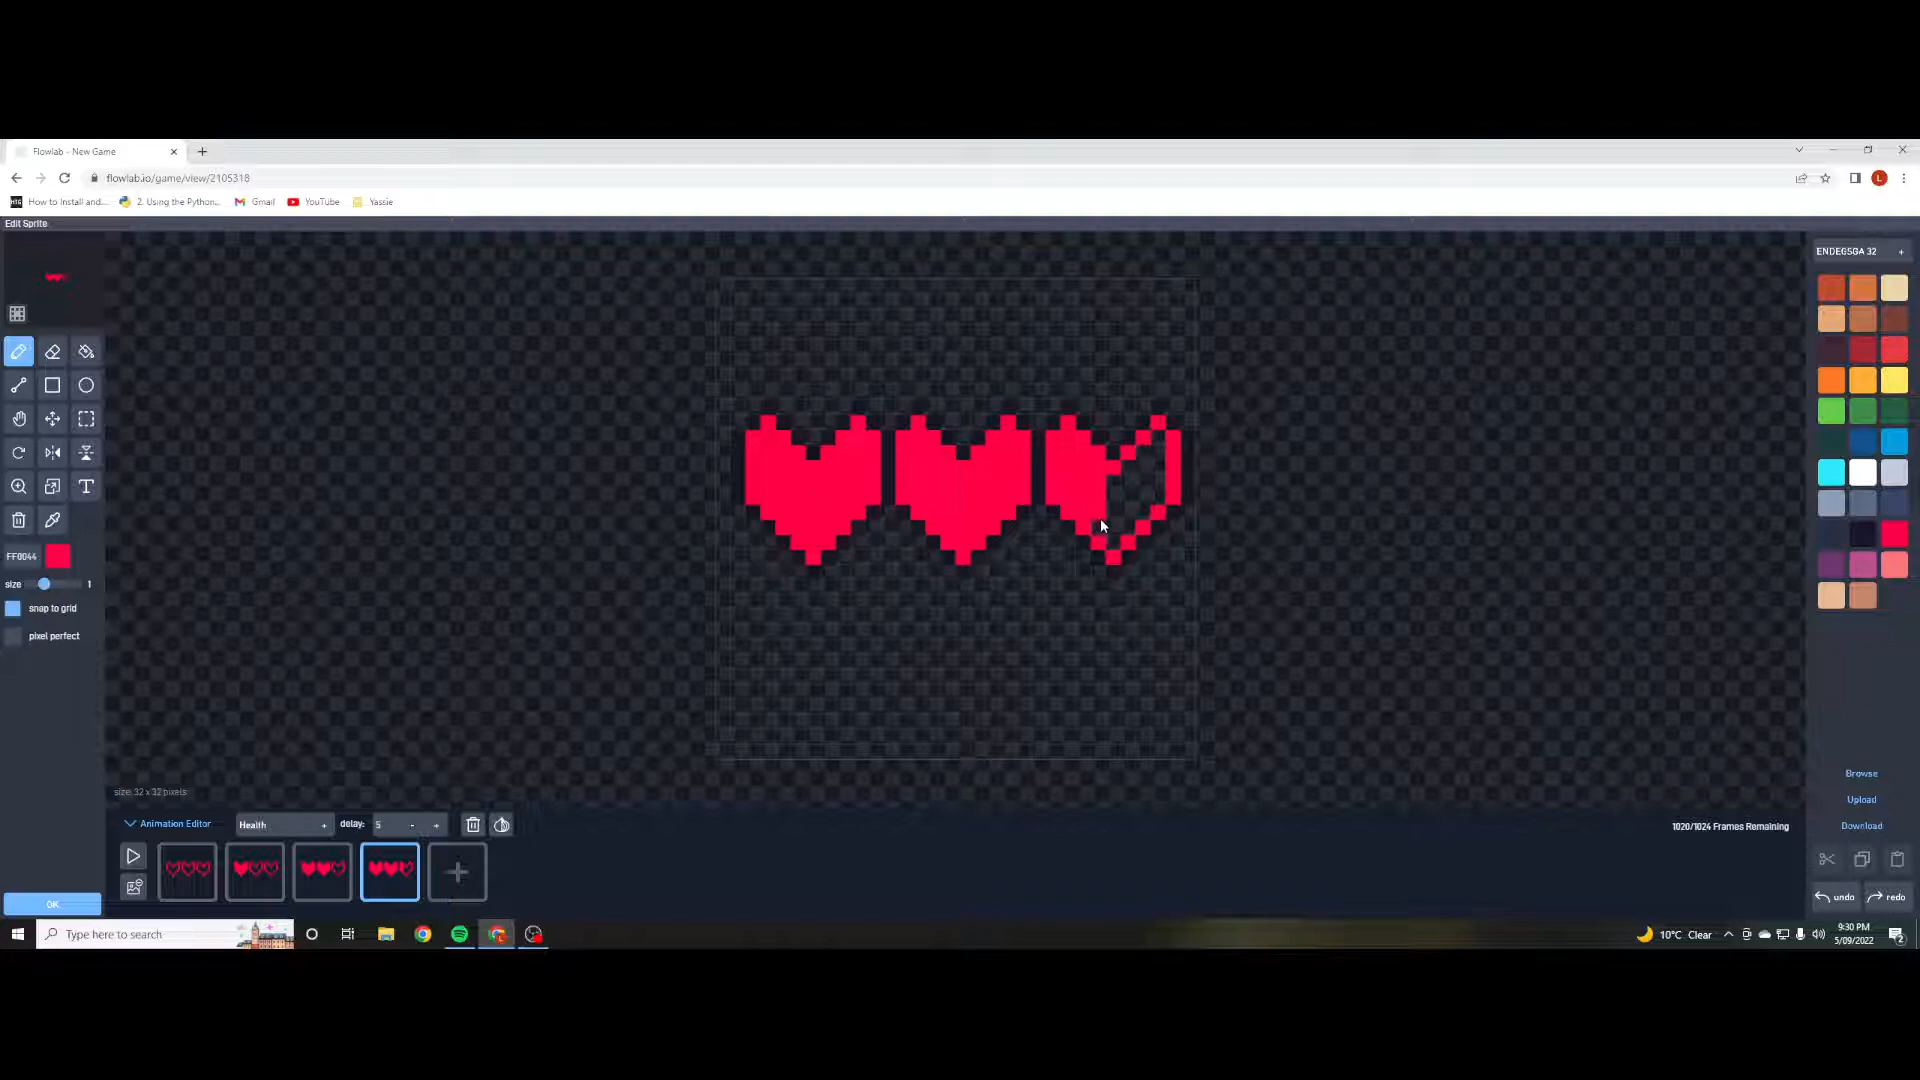 Flowlab - New Game
flowlab.io/game/view/2105318
HTG How to Install and... 2. Using the Python... Gmail YouTube Yassie
Edit Sprite
ENDEGSGA 32 +
FF0044
size 1
snap to grid
pixel perfect
size: 32 x 32 pixels
Animation Editor Health + delay: 5 - +
1020/1024 Frames Remaining
Browse
Upload
Download
OK
undo redo
Type here to search
10°C Clear
9:30 PM
5/09/2022
2